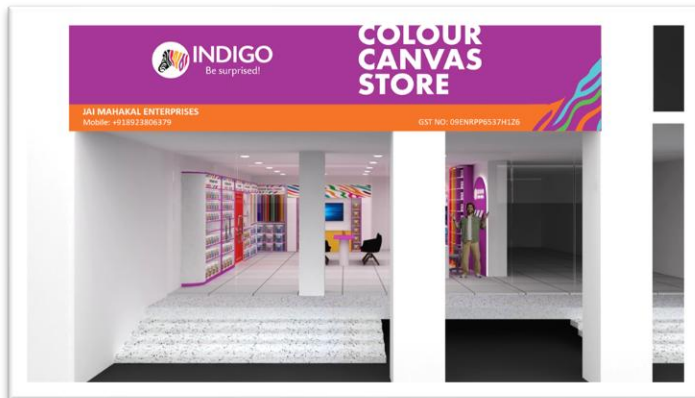 INDIGO
Be surprised!
COLOUR
CANVAS
STORE
JAI MAHAKAL ENTERPRISES
Mobile: +918923806379
GST NO: 09ENRPP6537H1Z6